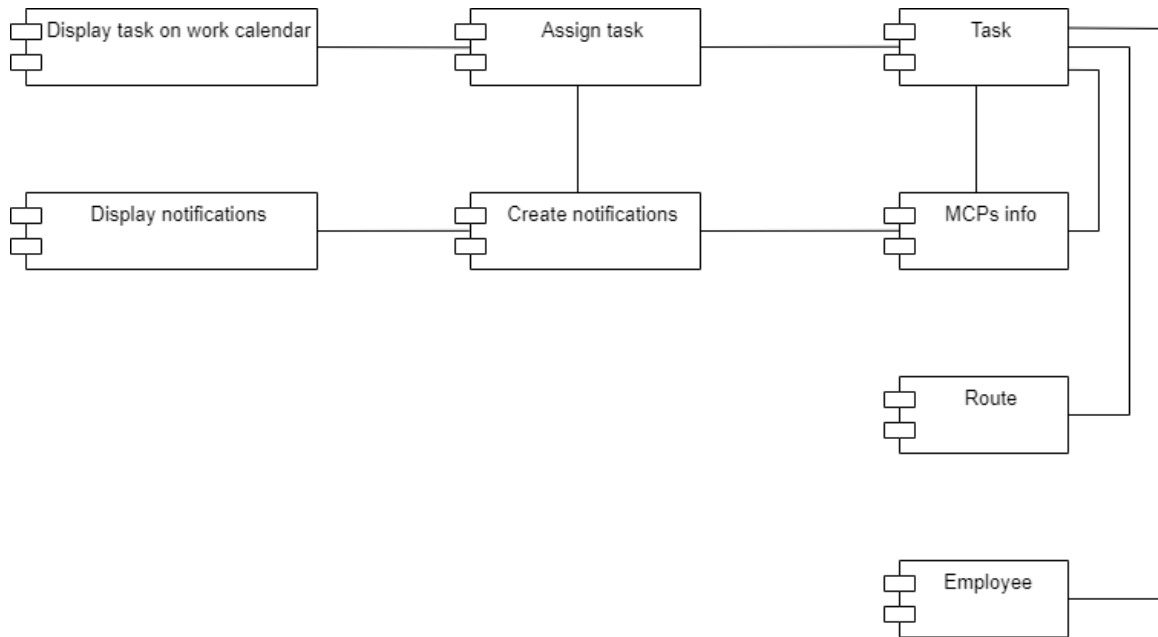 Display task on work calendar
Assign task
Task
Display notifications
Create notifications
MCPs info
Route
Employee